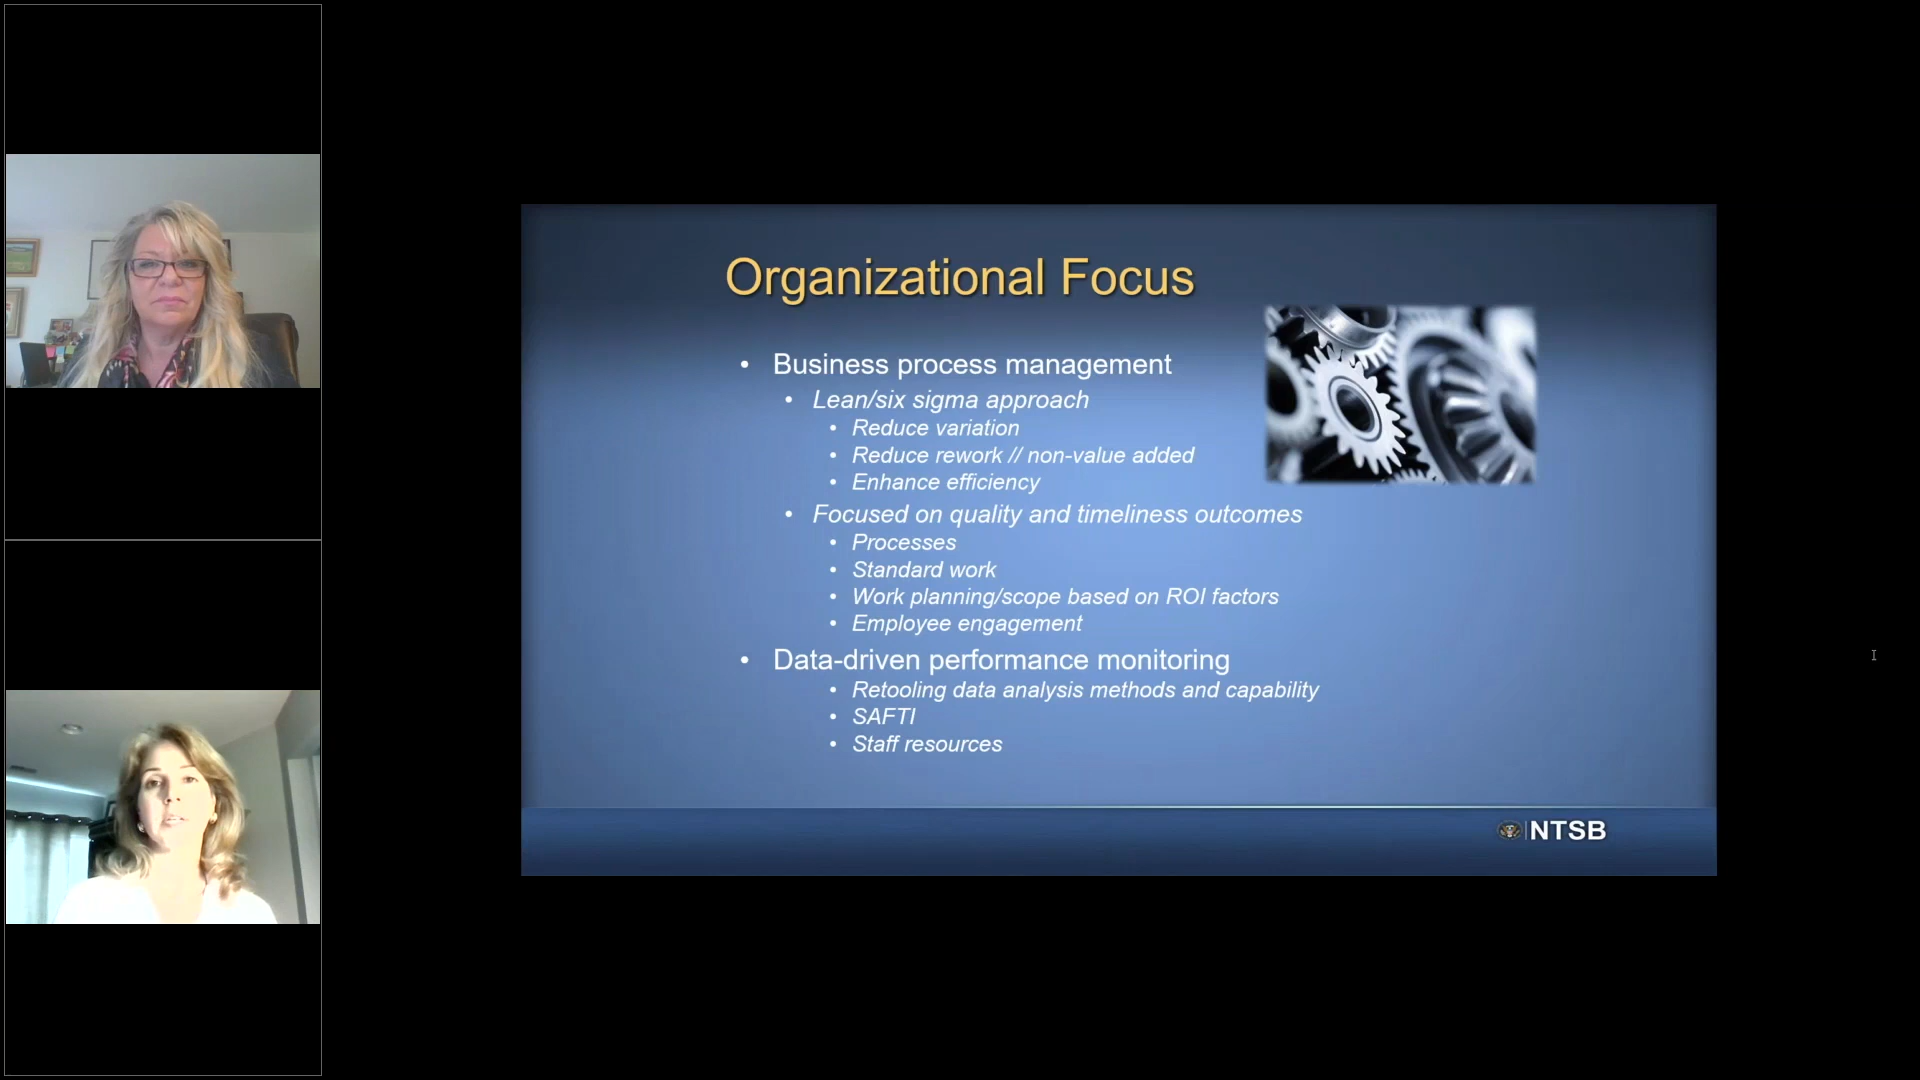 Organizational Focus
• Business process management
• Lean/six sigma approach
• Reduce variation
• Reduce rework // non-value added
• Enhance efficiency
• Focused on quality and timeliness outcomes
• Processes
• Standard work
• Work planning/scope based on ROI factors
• Employee engagement
• Data-driven performance monitoring
• Retooling data analysis methods and capability
• SAFTI
• Staff resources
NTSB